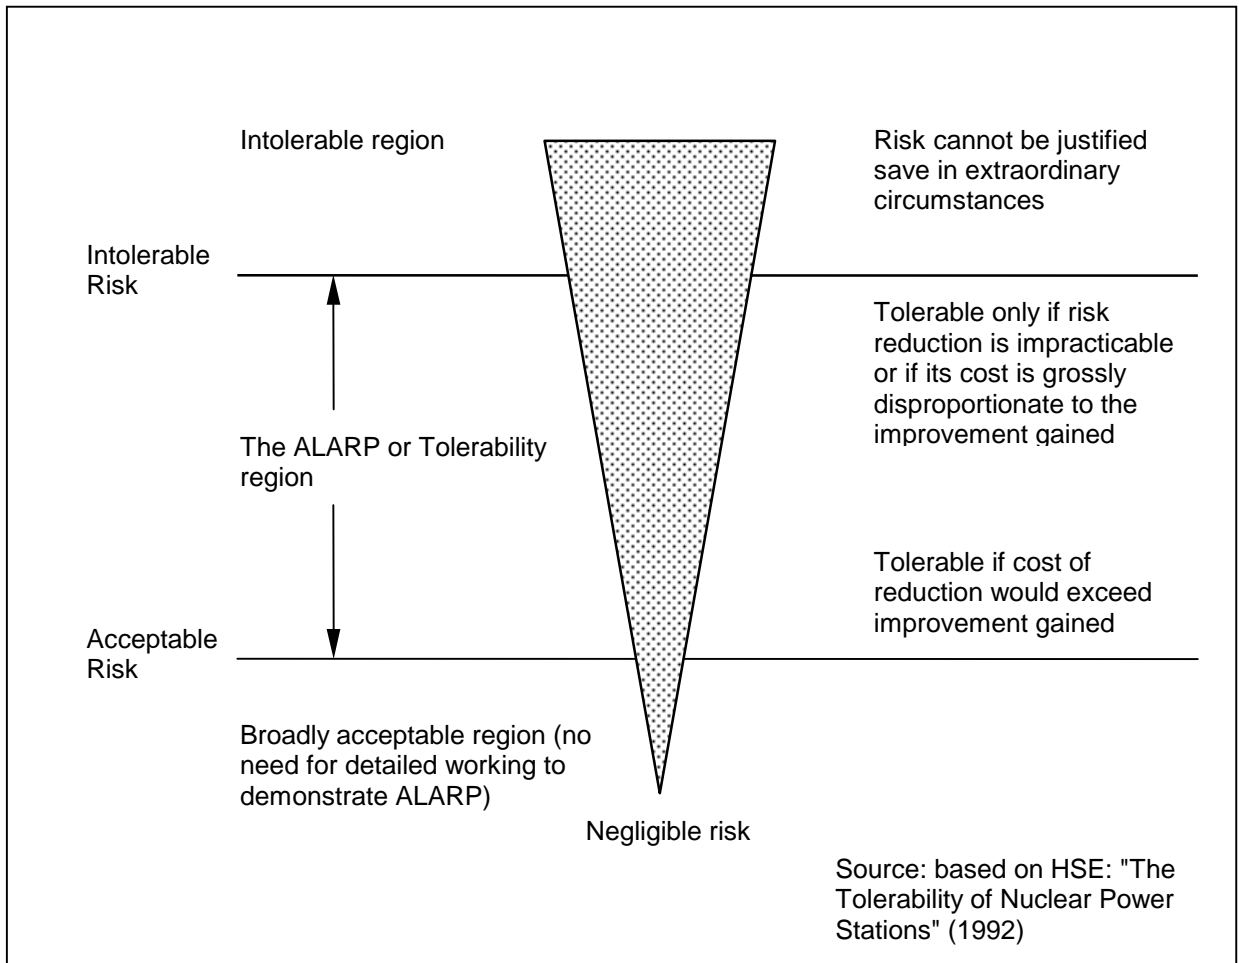 Intolerable region
Risk cannot be justified
save in extraordinary
circumstances
Intolerable
Risk
Tolerable only if risk
reduction is impracticable
or if its cost is grossly
disproportionate to the
improvement gained
The ALARP or Tolerability
region
Tolerable if cost of
reduction would exceed
improvement gained
Acceptable
Risk
Broadly acceptable region (no
need for detailed working to
demonstrate ALARP)
Negligible risk
Source: based on HSE: "The
Tolerability of Nuclear Power
Stations" (1992)